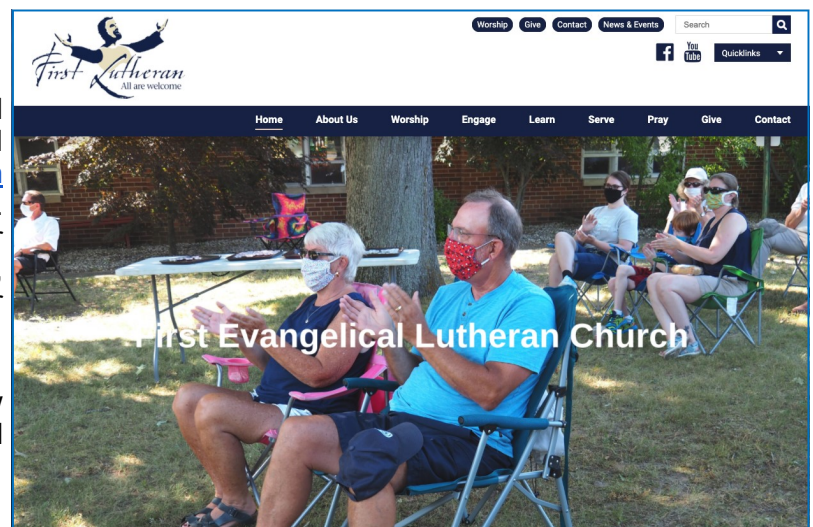 Worship Give Contact News & Events Search
First Lutheran
All are welcome
You
Tube
Quicklinks
Home About Us Worship Engage Learn Serve Pray Give Contact
First Evangelical Lutheran Church